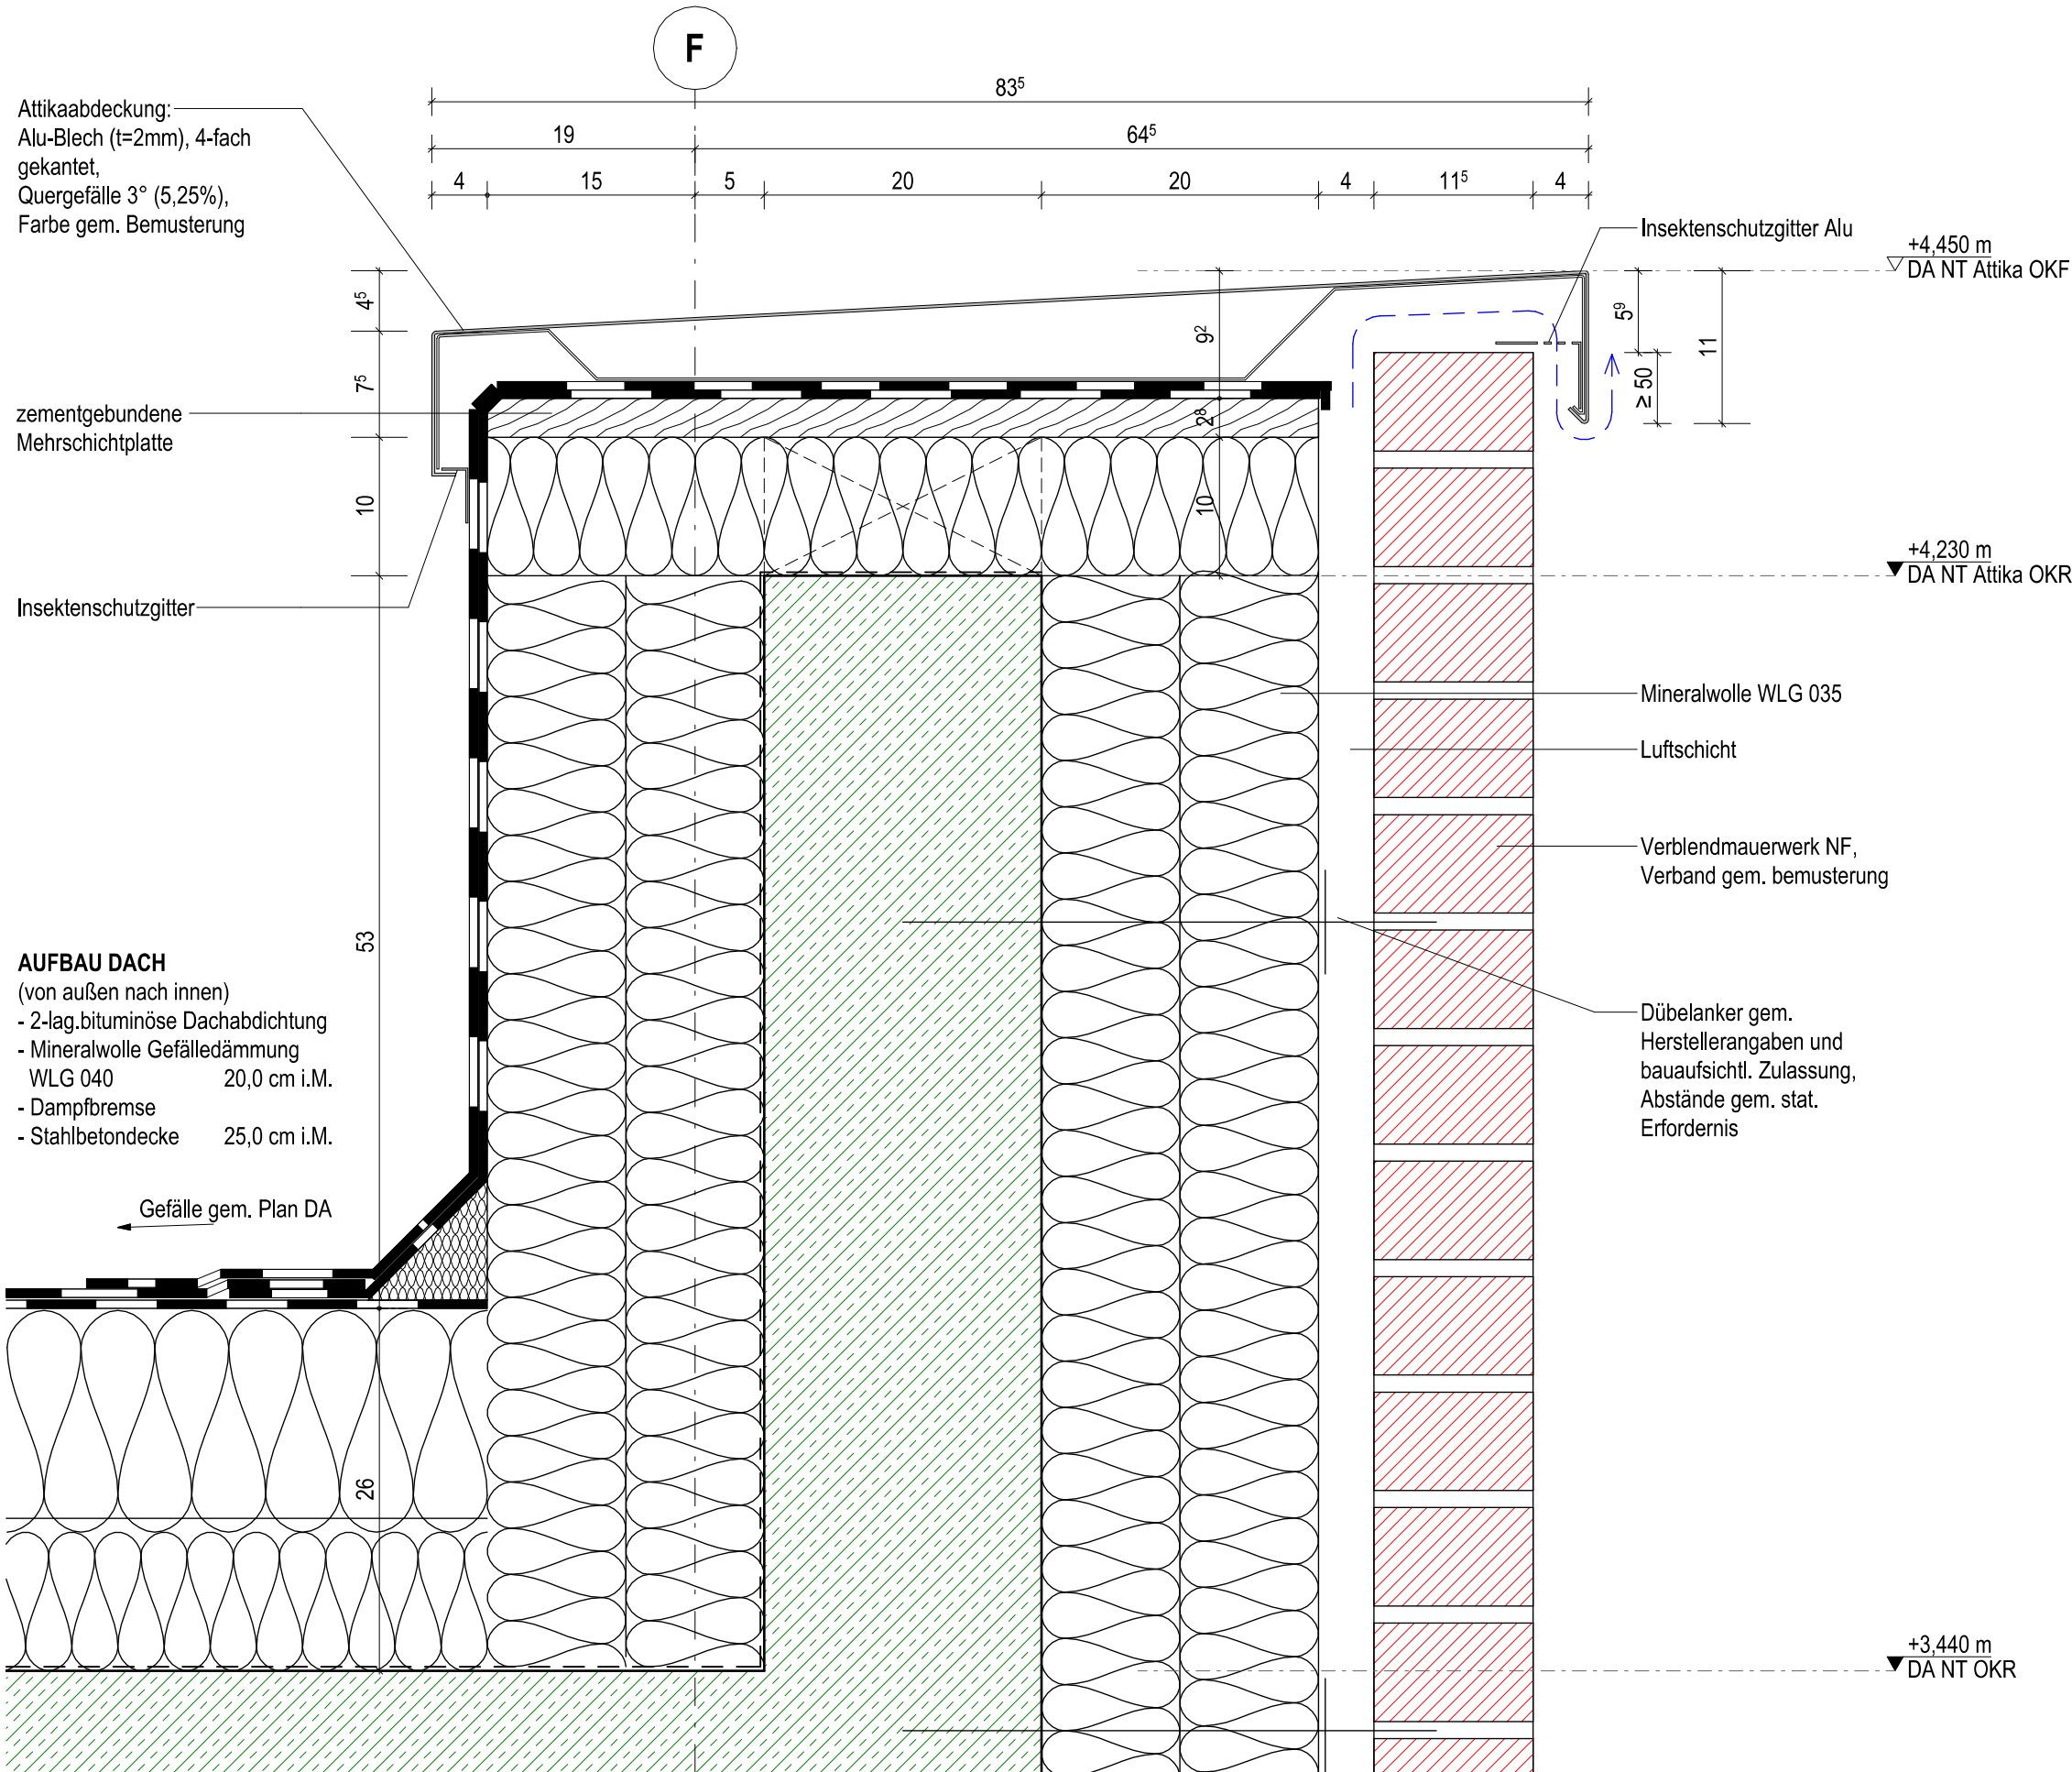 F
83⁵
19
64⁵
4
15
5
20
20
4
11⁵
4
Attikaabdeckung:
Alu-Blech (t=2mm), 4-fach
gekantet,
Quergefälle 3° (5,25%),
Farbe gem. Bemusterung
Insektenschutzgitter Alu
+4,450 m
DA NT Attika OKF
4⁵
7⁵
10
53
26
9²
2⁸
10
5⁹
≥ 50
11
zementgebundene
Mehrschichtplatte
+4,230 m
DA NT Attika OKR
Insektenschutzgitter
Mineralwolle WLG 035
Luftschicht
Verblendmauerwerk NF,
Verband gem. bemusterung
AUFBAU DACH
(von außen nach innen)
- 2-lag.bituminöse Dachabdichtung
- Mineralwolle Gefälledämmung
WLG 040 20,0 cm i.M.
- Dampfbremse
- Stahlbetondecke 25,0 cm i.M.
Dübelanker gem.
Herstellerangaben und
bauaufsichtl. Zulassung,
Abstände gem. stat.
Erfordernis
Gefälle gem. Plan DA
+3,440 m
DA NT OKR